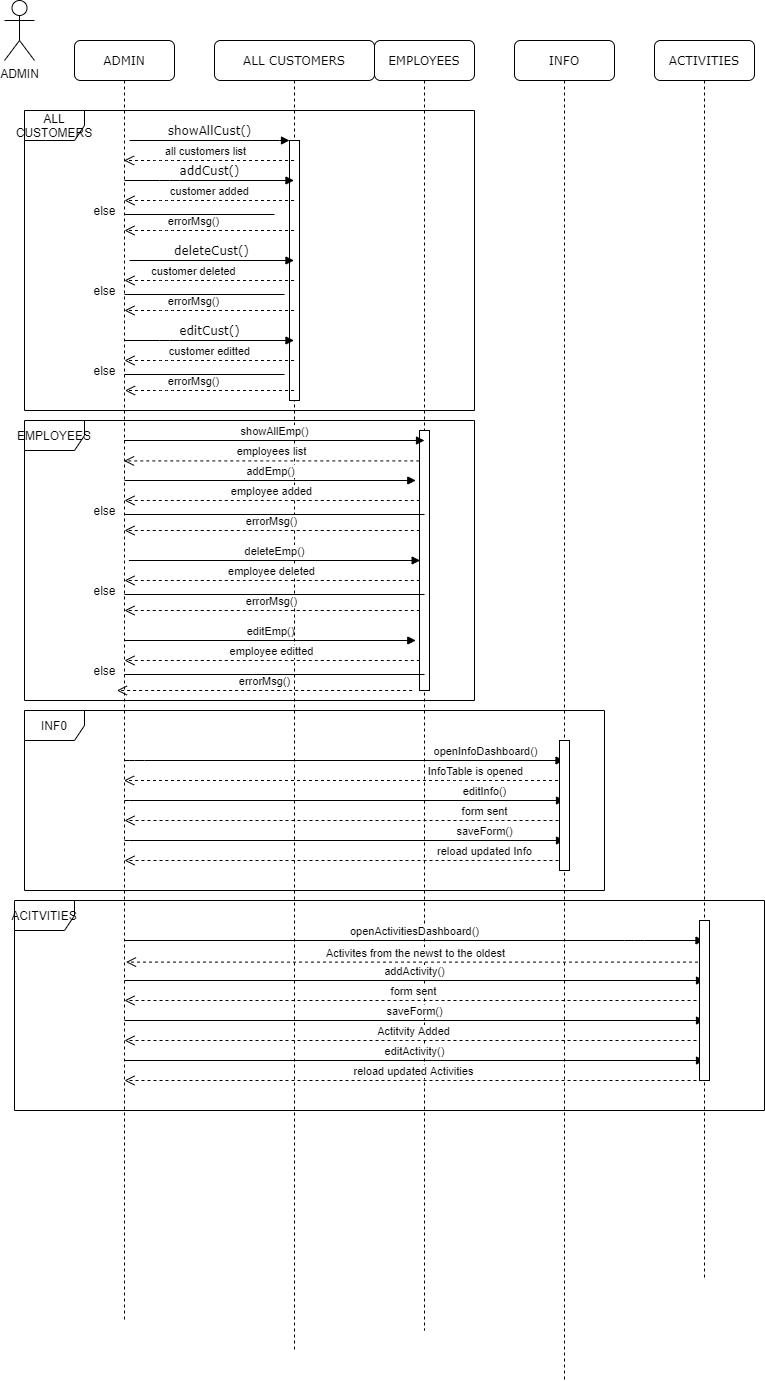 ADMIN
ADMIN
ALL CUSTOMERS
EMPLOYEES
INFO
ACTIVITIES
ALL
CUSTOMERS
showAllCust()
all customers list
addCust()
customer added
else
errorMsg()
deleteCust()
customer deleted
else
errorMsg()
editCust()
customer editted
else
errorMsg()
EMPLOYEES
showAllEmp()
employees list
addEmp()
employee added
else
errorMsg()
deleteEmp()
employee deleted
else
errorMsg()
editEmp()
employee editted
else
errorMsg()
INF0
openInfoDashboard()
InfoTable is opened
editInfo()
form sent
saveForm()
reload updated Info
ACITVITIES
openActivitiesDashboard()
Activites from the newst to the oldest
addActivity()
form sent
saveForm()
Actitvity Added
editActivity()
reload updated Activities